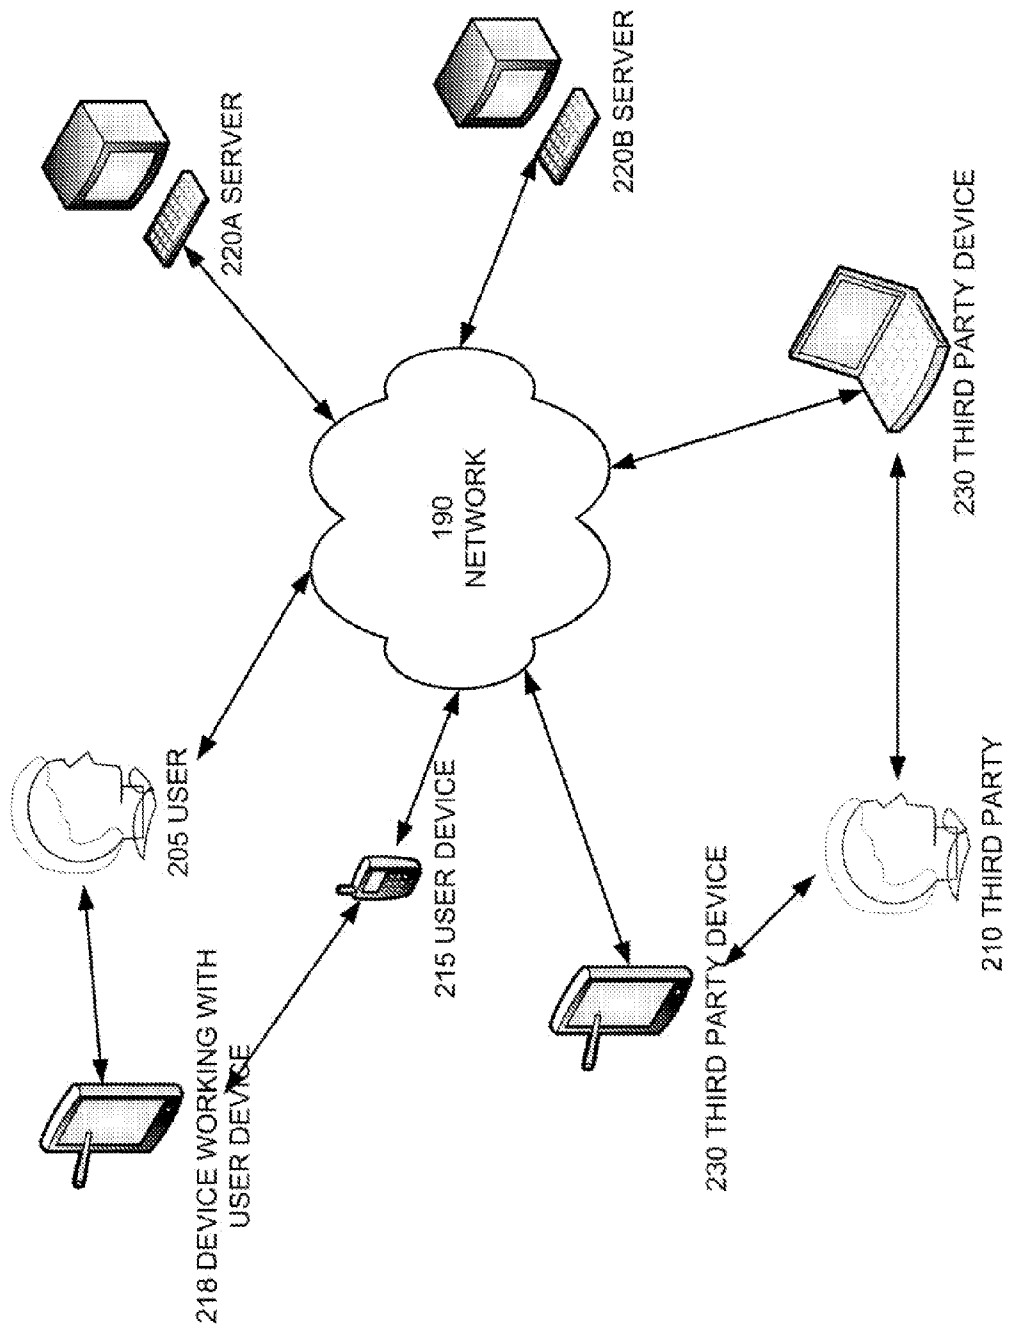 218 DEVICE WORKING WITH
USER DEVICE
205 USER
220A SERVER
215 USER DEVICE
190
NETWORK
220B SERVER
230 THIRD PARTY DEVICE
210 THIRD PARTY
230 THIRD PARTY DEVICE